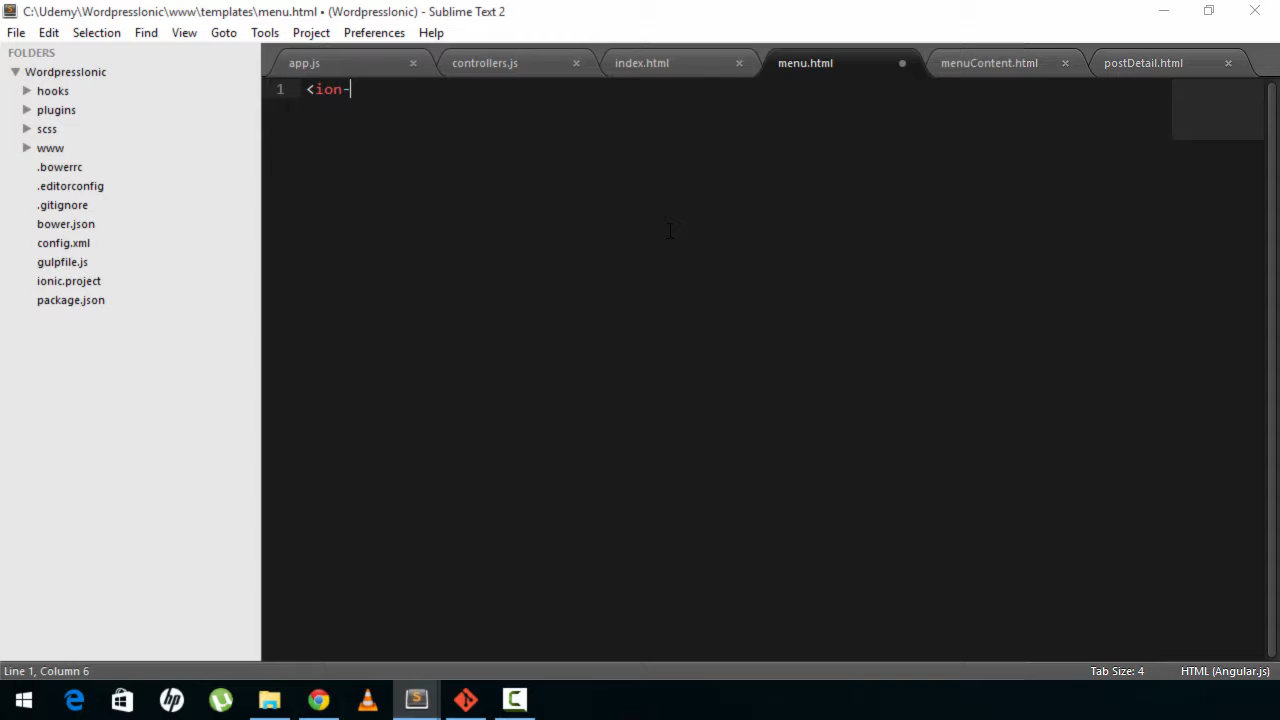 C:\Udemy\WordpressIonic\www\templates\menu.html • (WordpressIonic) - Sublime Text 2
File Edit Selection Find View Goto Tools Project Preferences Help
FOLDERS
WordpressIonic
hooks
plugins
scss
www
.bowerrc
.editorconfig
.gitignore
bower.json
config.xml
gulpfile.js
ionic.project
package.json
app.js controllers.js index.html menu.html menuContent.html postDetail.html
1 <ion-
Line 1, Column 6 Tab Size: 4 HTML (Angular.js)